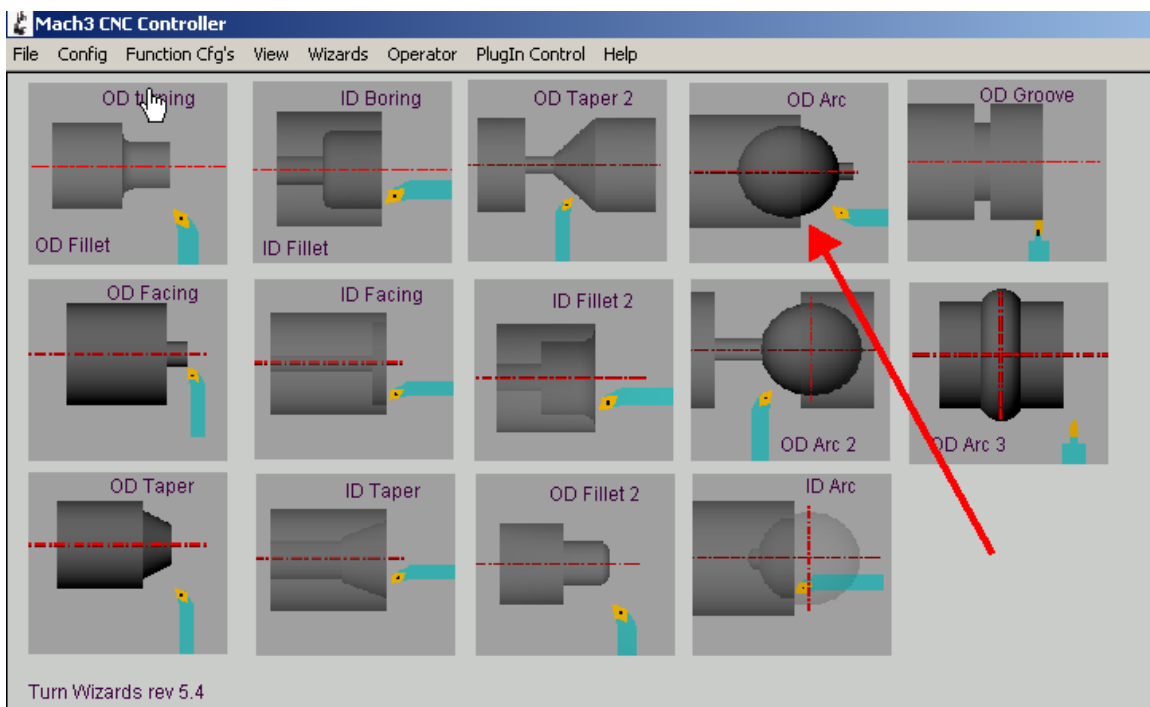 Mach3 CNC Controller
File Config Function Cfg's View Wizards Operator PlugIn Control Help
OD turning
OD Fillet
ID Boring
ID Fillet
OD Taper 2
OD Arc
OD Groove
OD Facing
ID Facing
ID Fillet 2
OD Arc 2
OD Arc 3
OD Taper
ID Taper
OD Fillet 2
ID Arc
Turn Wizards rev 5.4